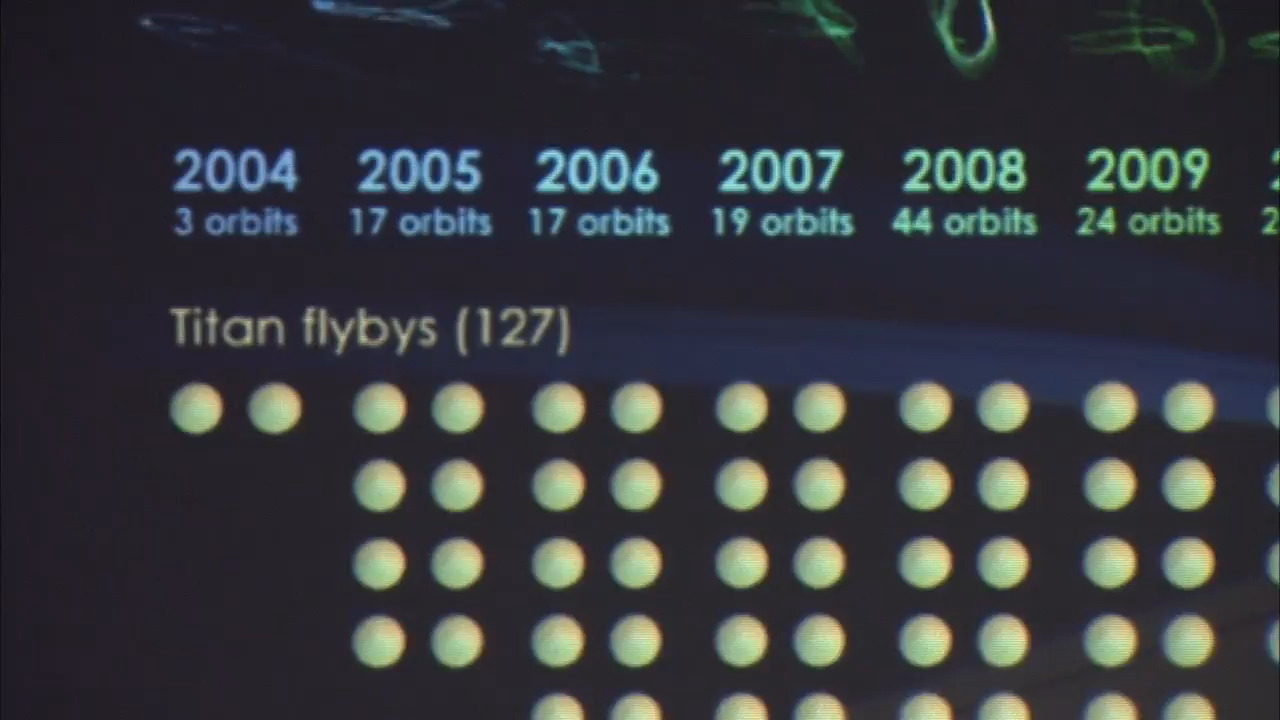 2004 2005 2006 2007 2008 2009
3 orbits 17 orbits 17 orbits 19 orbits 44 orbits 24 orbits
Titan flybys (127)